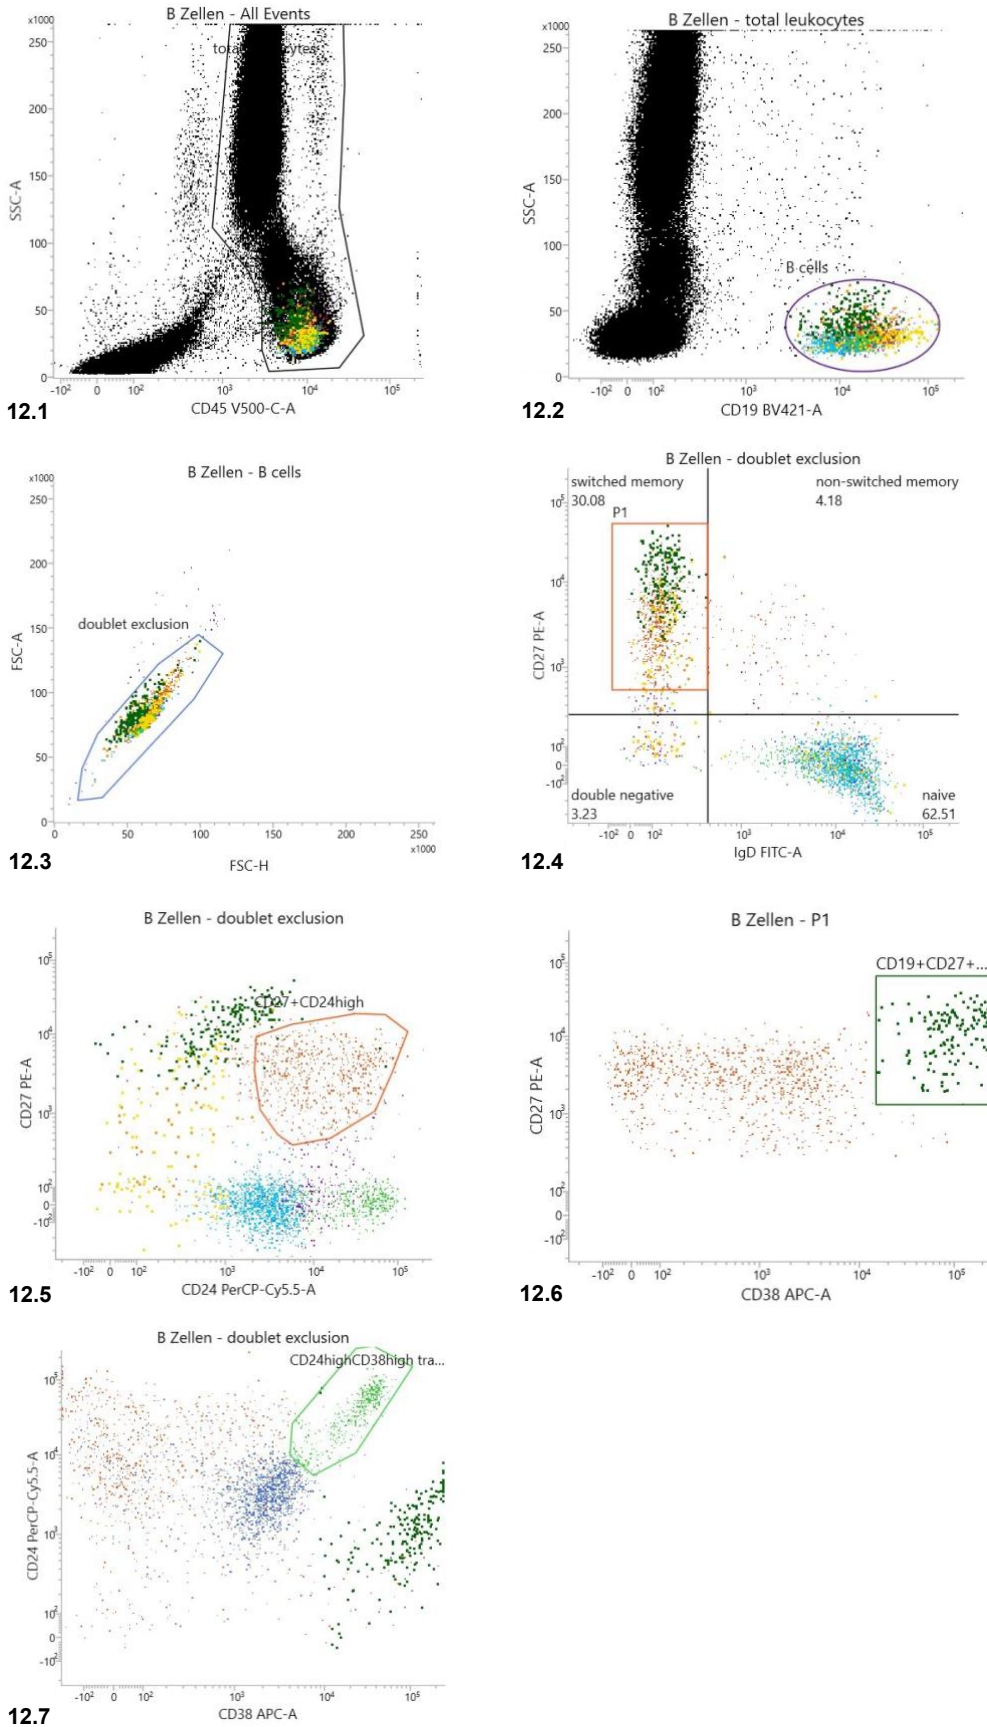 B Zellen - All Events
x1000
total
ytes
250
200
150
100
50
0
SSC-A
-10² 0 10³ 10⁴ 10⁵
CD45 V500-C-A
12.1
B Zellen - total leukocytes
x1000
250
200
150
100
50
0
SSC-A
B cells
-10² 0 10² 10³ 10⁴ 10⁵
CD19 BV421-A
12.2
B Zellen - B cells
x1000
250
200
150
100
50
0
FSC-A
doublet exclusion
0 50 100 150 200 250
x1000
FSC-H
12.3
B Zellen - doublet exclusion
switched memory
30.08
non-switched memory
4.18
P1
10⁵
10⁴
10³
10²
0
-10²
CD27 PE-A
double negative
3.23
naive
62.51
-10² 0 10² 10³ 10⁴ 10⁵
IgD FITC-A
12.4
B Zellen - doublet exclusion
CD27+CD24high
10⁵
10⁴
10³
10²
0
-10²
CD27 PE-A
-10² 0 10³ 10⁴ 10⁵
CD24 PerCP-Cy5.5-A
12.5
B Zellen - P1
CD19+CD27+...
10⁵
10⁴
10³
10²
0
-10²
CD27 PE-A
-10² 0 10² 10³ 10⁴ 10⁵
CD38 APC-A
12.6
B Zellen - doublet exclusion
CD24highCD38high tra...
10⁵
10⁴
10³
10²
0
-10²
CD24 PerCP-Cy5.5-A
-10² 0 10² 10³ 10⁴
CD38 APC-A
12.7